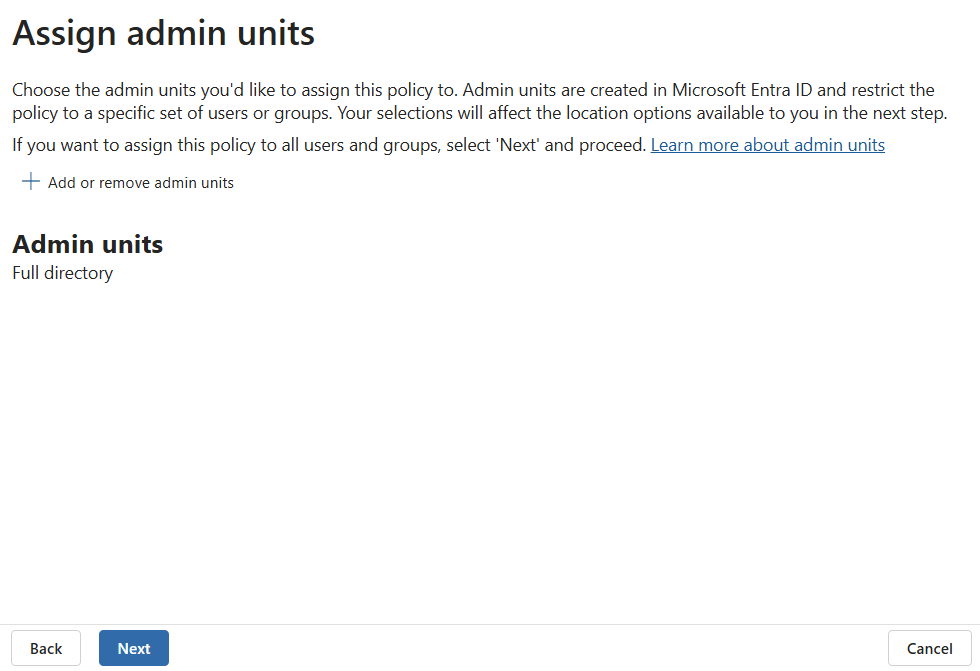 Assign admin units
Choose the admin units you'd like to assign this policy to. Admin units are created in Microsoft Entra ID and restrict the
policy to a specific set of users or groups. Your selections will affect the location options available to you in the next step.
If you want to assign this policy to all users and groups, select 'Next' and proceed. Learn more about admin units
Add or remove admin units
Admin units
Full directory
Back Next Cancel